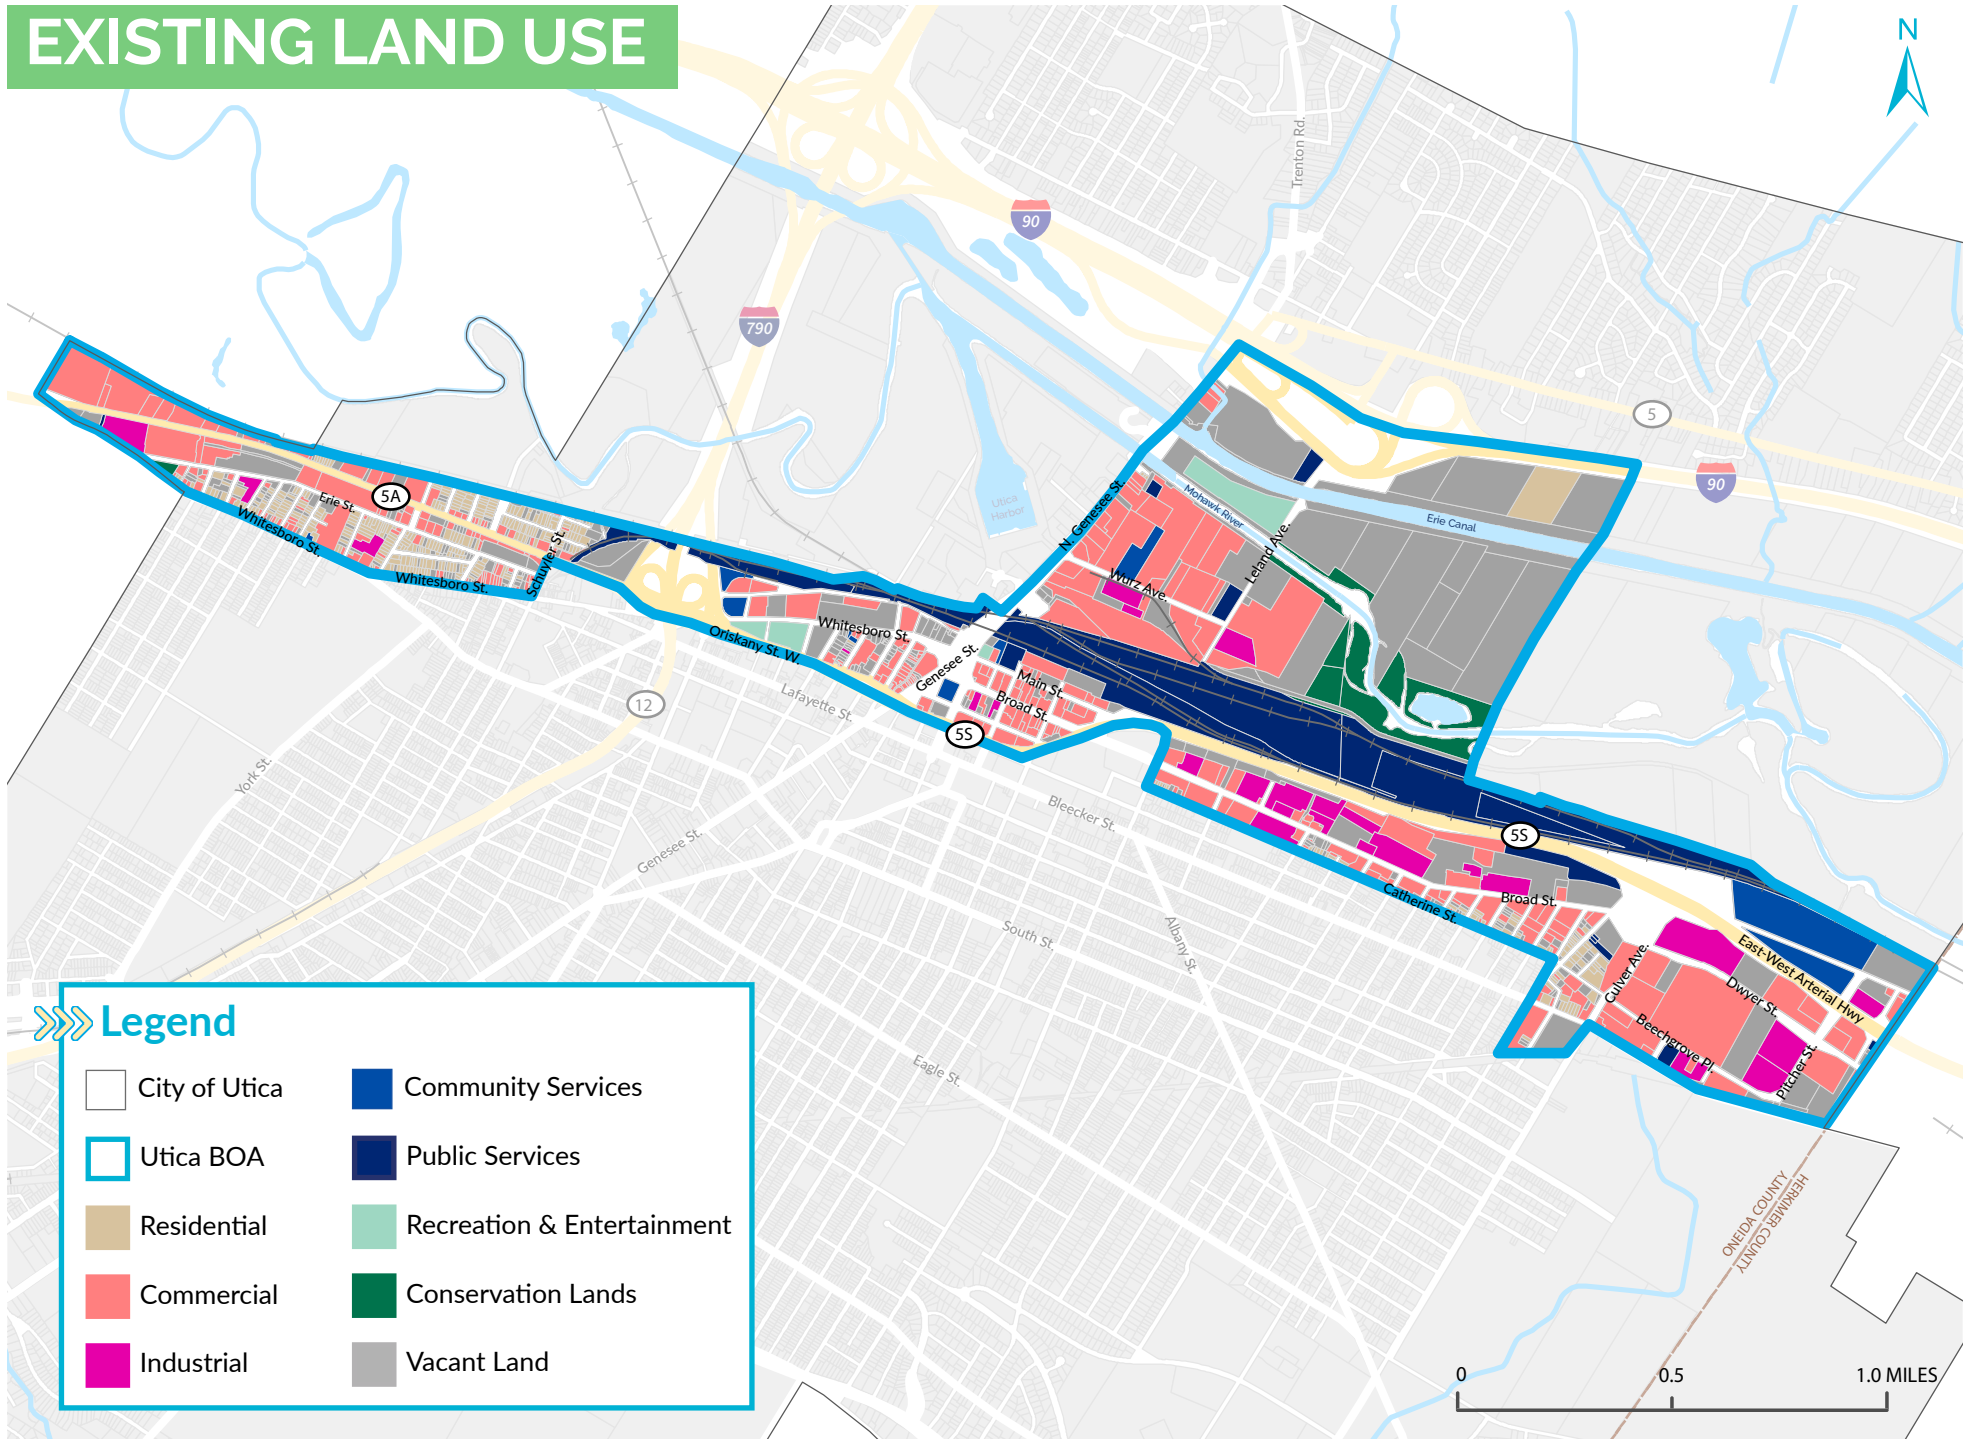 EXISTING LAND USE
N
Trenton Rd.
90
790
5
90
Utica
Harbor
Mohawk River
Erie Canal
N. Genesee St.
Leland Ave.
Wurz Ave.
5A
Erie St.
Whitesboro St.
Whitesboro St.
Schuyler St.
Whitesboro St.
Oriskany St. W.
Genesee St.
Main St.
Broad St.
Lafayette St.
12
5S
York St.
Genesee St.
Bleecker St.
5S
Catherine St.
Broad St.
South St.
Albany St.
Culver Ave.
East-West Arterial Hwy
Dwyer St.
Beechgrove Pl.
Pitcher St.
Eagle St.
ONEIDA COUNTY
HERKIMER COUNTY
Legend
City of Utica
Utica BOA
Residential
Commercial
Industrial
Community Services
Public Services
Recreation & Entertainment
Conservation Lands
Vacant Land
0 0.5 1.0 MILES